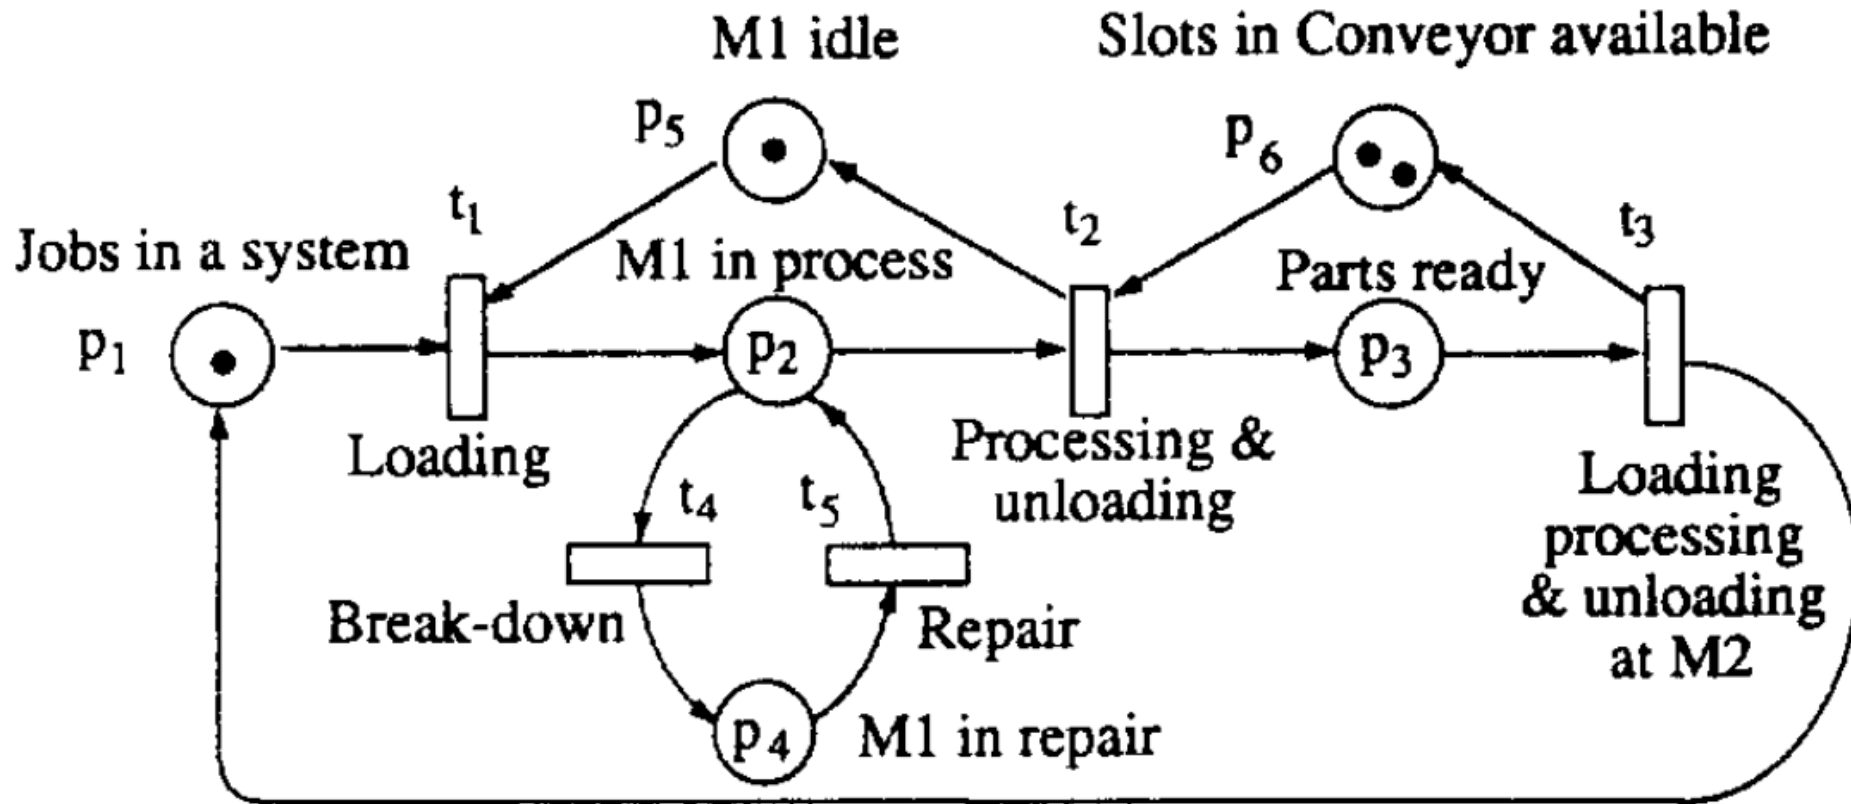 M1 idle
Slots in Conveyor available
p5
p6
t1
t2
t3
Jobs in a system
M1 in process
Parts ready
p1
p2
p3
Loading
Processing &
unloading
t4
t5
Loading
processing
& unloading
at M2
Break-down
Repair
p4
M1 in repair